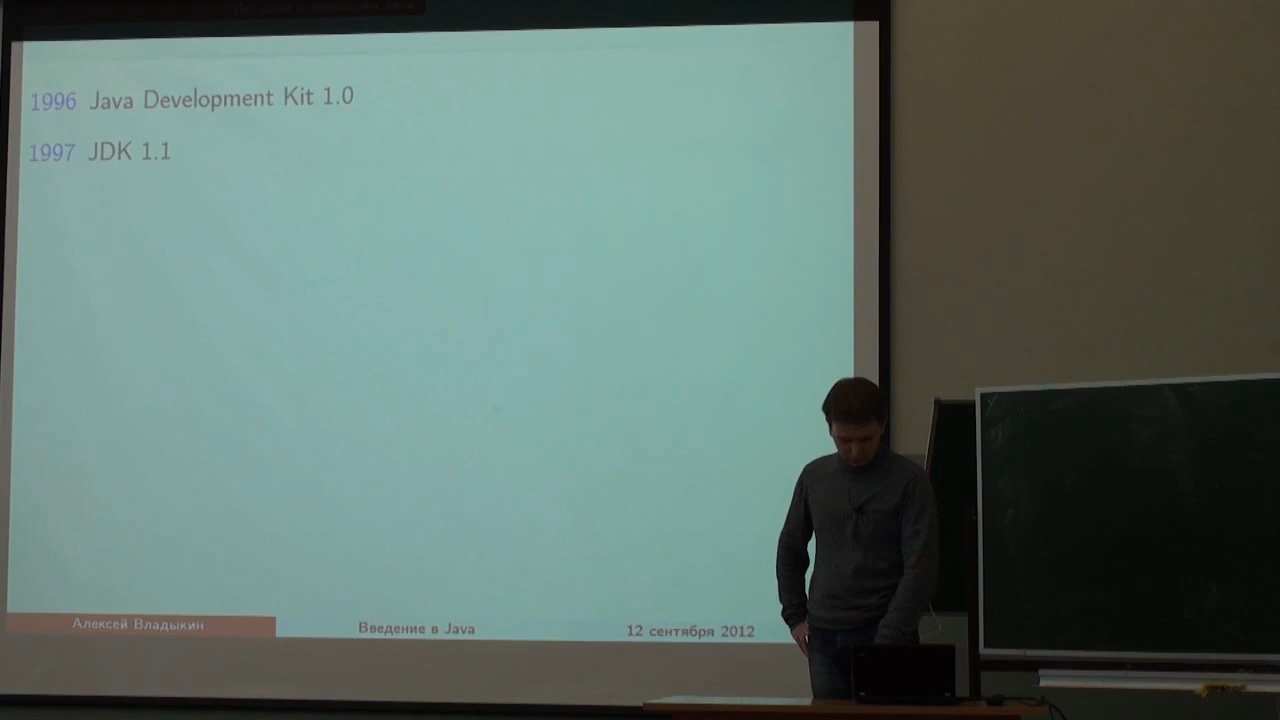 1996 Java Development Kit 1.0
1997 JDK 1.1
Алексей Владыкин
Введение в Java
12 сентября 2012